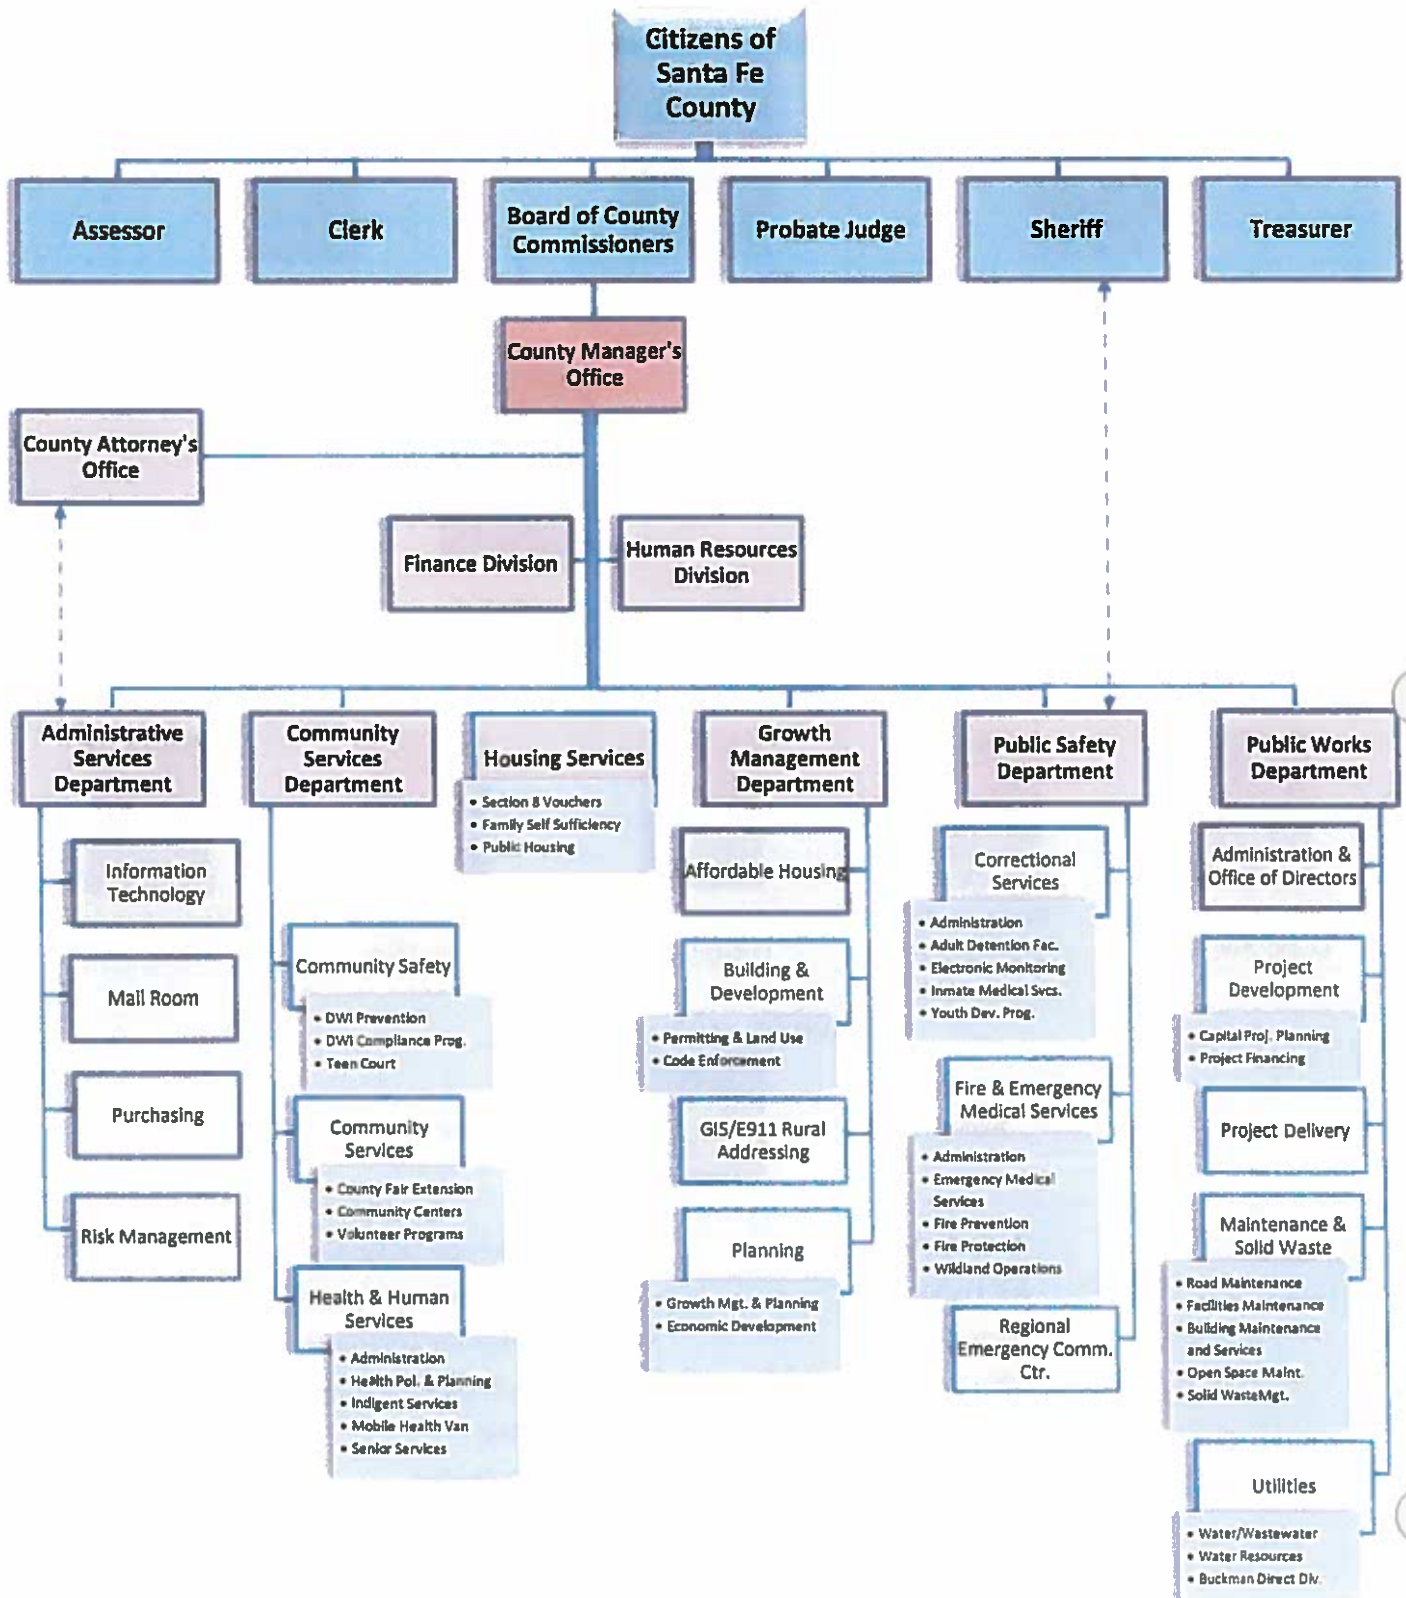 Citizens of
Santa Fe
County
Assessor
Clerk
Board of County
Commissioners
Probate Judge
Sheriff
Treasurer
County Manager's
Office
County Attorney's
Office
Finance Division
Human Resources
Division
Administrative
Services
Department
Information
Technology
Mail Room
Purchasing
Risk Management
Community
Services
Department
Community Safety
• DWI Prevention
• DWI Compliance Prog.
• Teen Court
Community
Services
• County Fair Extension
• Community Centers
• Volunteer Programs
Health & Human
Services
• Administration
• Health Pol. & Planning
• Indigent Services
• Mobile Health Van
• Senior Services
Housing Services
• Section 8 Vouchers
• Family Self Sufficiency
• Public Housing
Growth
Management
Department
Affordable Housing
Building &
Development
• Permitting & Land Use
• Code Enforcement
GIS/E911 Rural
Addressing
Planning
• Growth Mgt. & Planning
• Economic Development
Public Safety
Department
Correctional
Services
• Administration
• Adult Detention Fac.
• Electronic Monitoring
• Inmate Medical Svcs.
• Youth Dev. Prog.
Fire & Emergency
Medical Services
• Administration
• Emergency Medical
Services
• Fire Prevention
• Fire Protection
• Wildland Operations
Regional
Emergency Comm.
Ctr.
Public Works
Department
Administration &
Office of Directors
Project
Development
• Capital Proj. Planning
• Project Financing
Project Delivery
Maintenance &
Solid Waste
• Road Maintenance
• Facilities Maintenance
• Building Maintenance
and Services
• Open Space Maint.
• Solid WasteMgt.
Utilities
• Water/Wastewater
• Water Resources
• Buckman Direct Div.